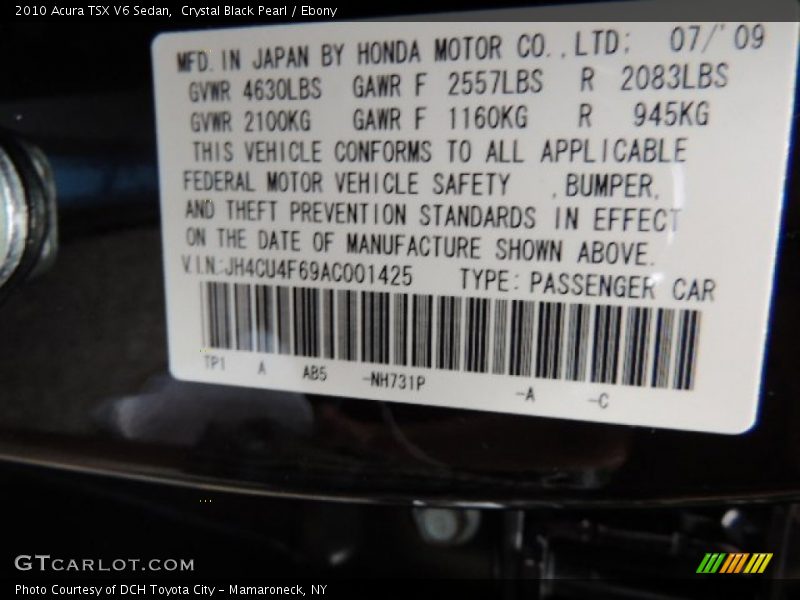 2010 Acura TSX V6 Sedan,  Crystal Black Pearl / Ebony
MFD. IN JAPAN BY HONDA MOTOR CO., LTD: 07/'09
GVWR 4630LBS GAWR F 2557LBS R 2083LBS
GVWR 2100KG GAWR F 1160KG R 945KG
THIS VEHICLE CONFORMS TO ALL APPLICABLE
FEDERAL MOTOR VEHICLE SAFETY , BUMPER,
AND THEFT PREVENTION STANDARDS IN EFFECT
ON THE DATE OF MANUFACTURE SHOWN ABOVE.
V.I.N.:JH4CU4F69AC001425 TYPE: PASSENGER CAR
TP1 A AB5 -NH731P -A -C
GTCARLOT.COM
Photo Courtesy of DCH Toyota City – Mamaroneck, NY